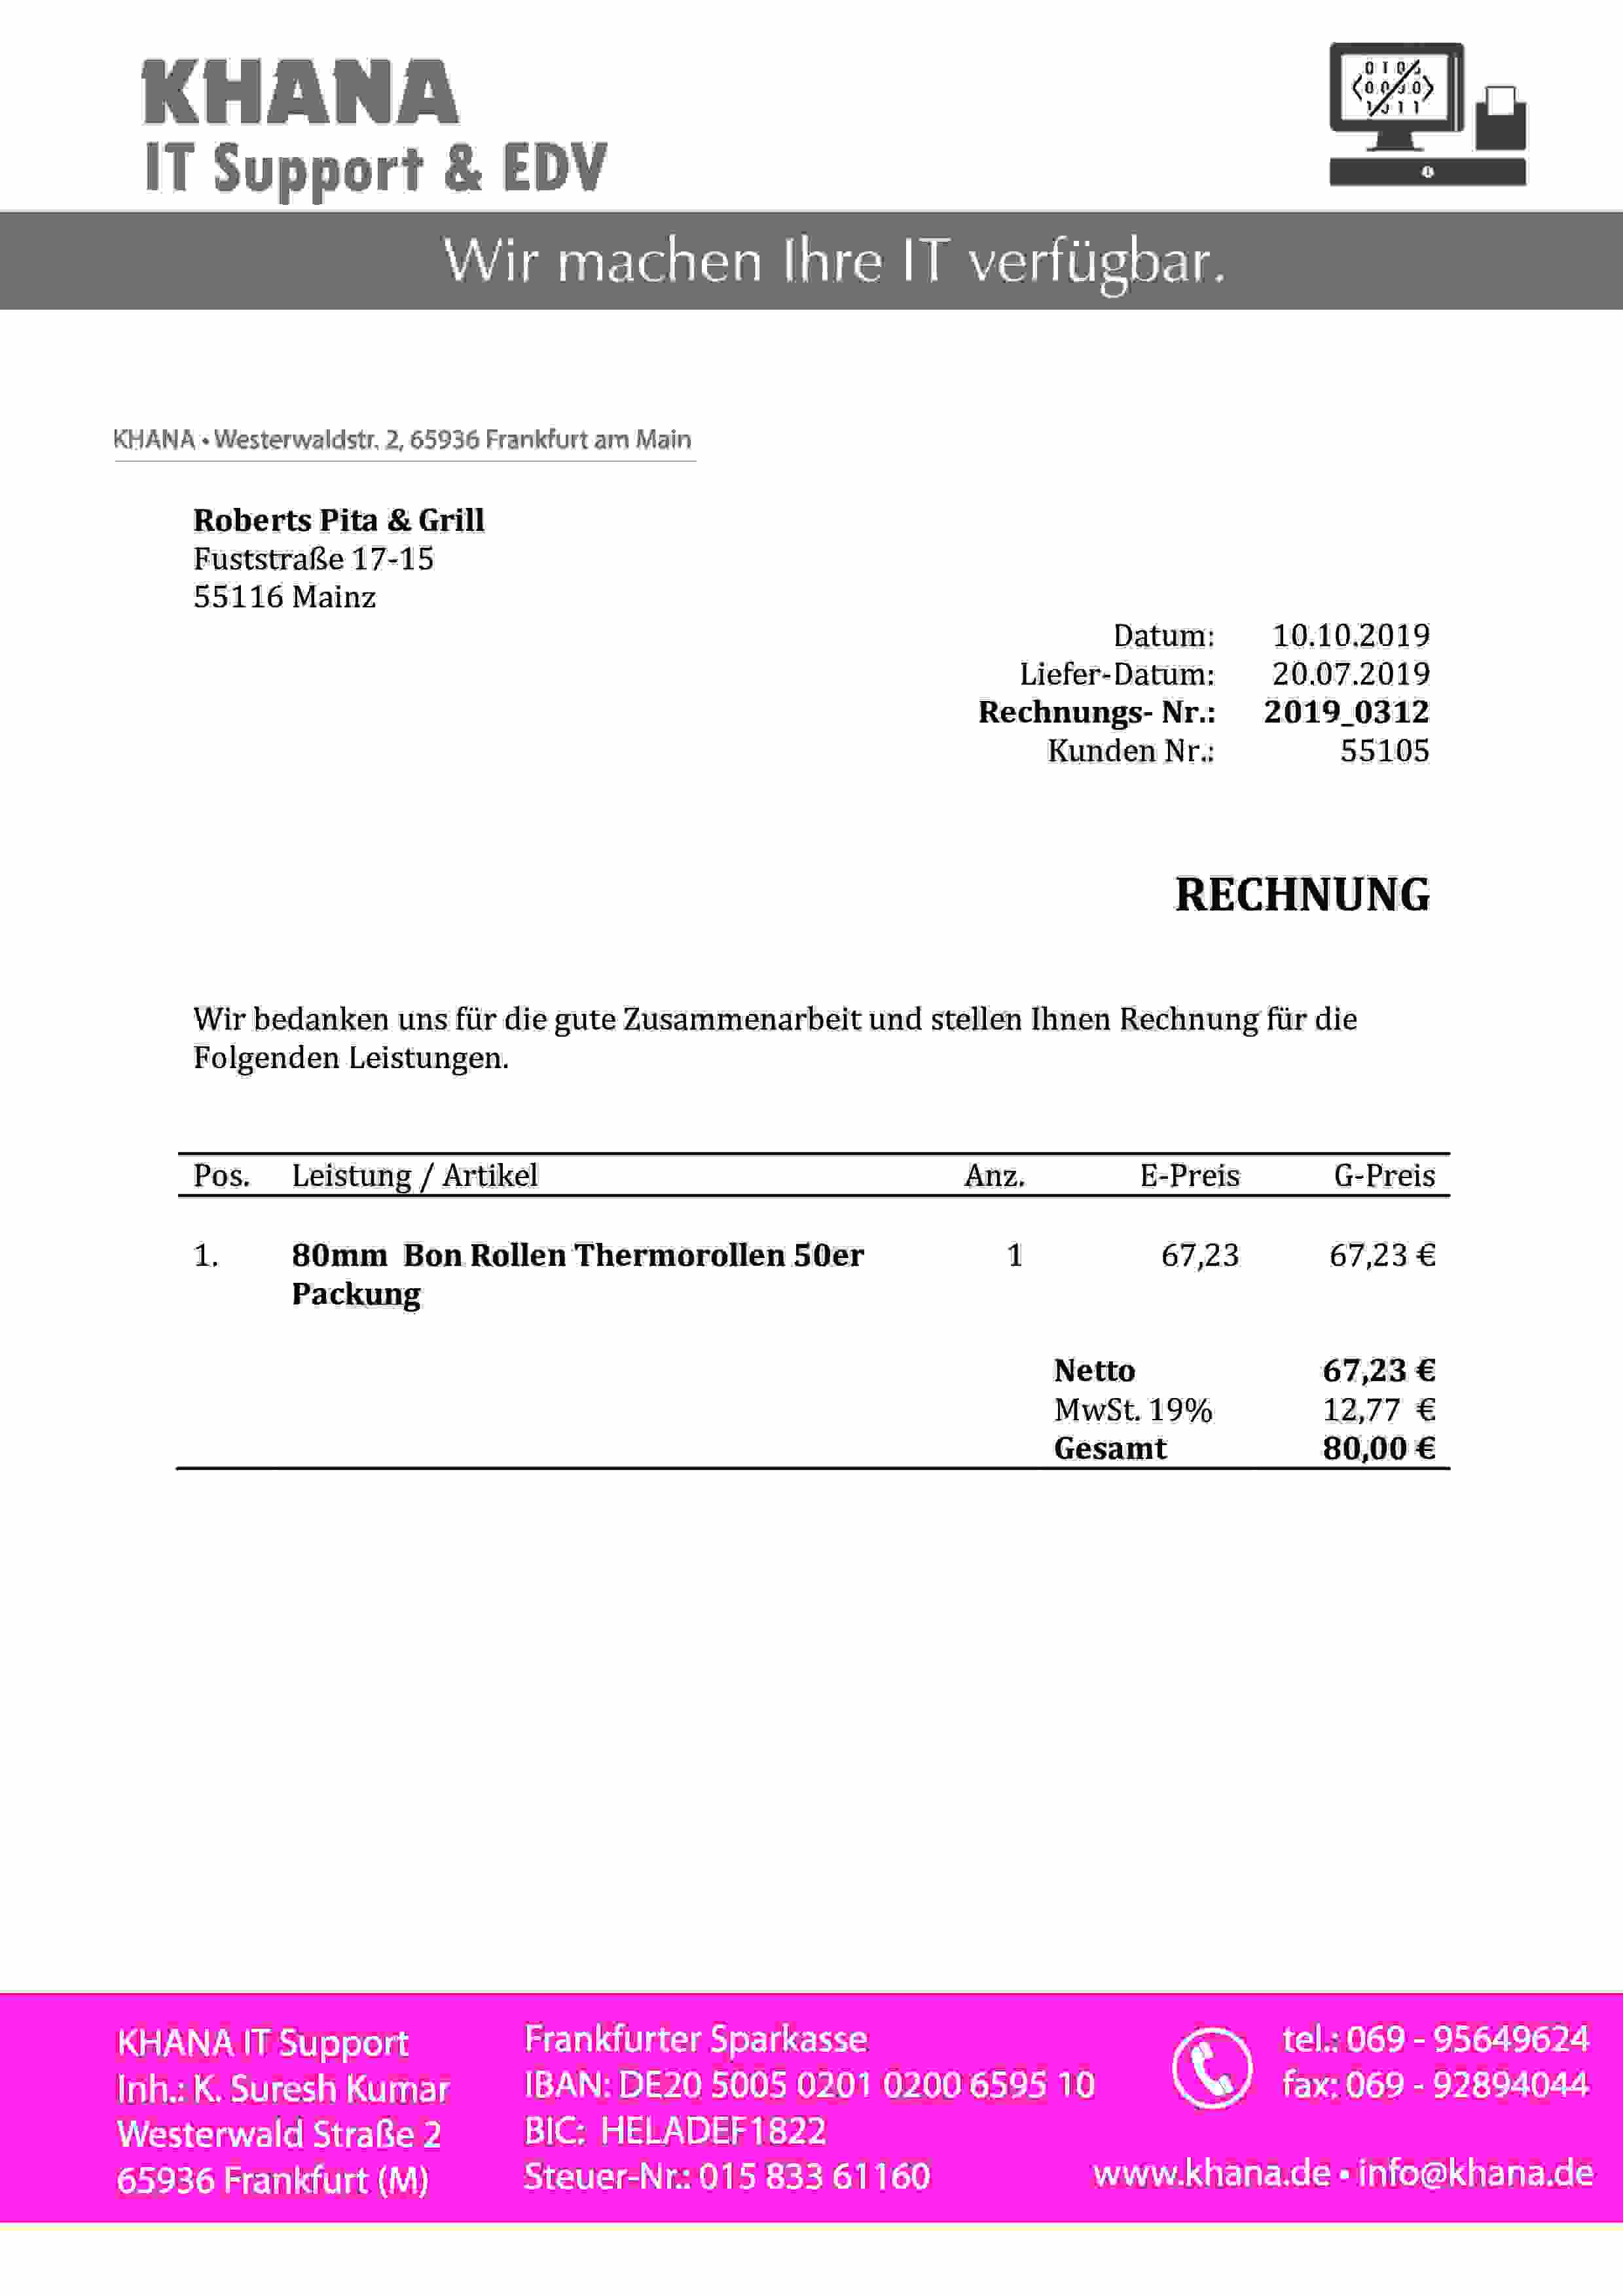 KHANA
IT Support & EDV
Wir machen Ihre IT verfügbar.
KHANA • Westerwaldstr. 2, 65936 Frankfurt am Main
Roberts Pita & Grill
Fuststraße 17-15
55116 Mainz
Datum: 10.10.2019
Liefer-Datum: 20.07.2019
Rechnungs- Nr.: 2019_0312
Kunden Nr.: 55105
RECHNUNG
Wir bedanken uns für die gute Zusammenarbeit und stellen Ihnen Rechnung für die
Folgenden Leistungen.
Pos. Leistung / Artikel Anz. E-Preis G-Preis
1. 80mm Bon Rollen Thermorollen 50er 1 67,23 67,23 €
Packung
Netto 67,23 €
MwSt. 19% 12,77 €
Gesamt 80,00 €
KHANA IT Support
Inh.: K. Suresh Kumar
Westerwald Straße 2
65936 Frankfurt (M)
Frankfurter Sparkasse
IBAN: DE20 5005 0201 0200 6595 10
BIC: HELADEF1822
Steuer-Nr.: 015 833 61160
tel.: 069 - 95649624
fax: 069 - 92894044
www.khana.de • info@khana.de